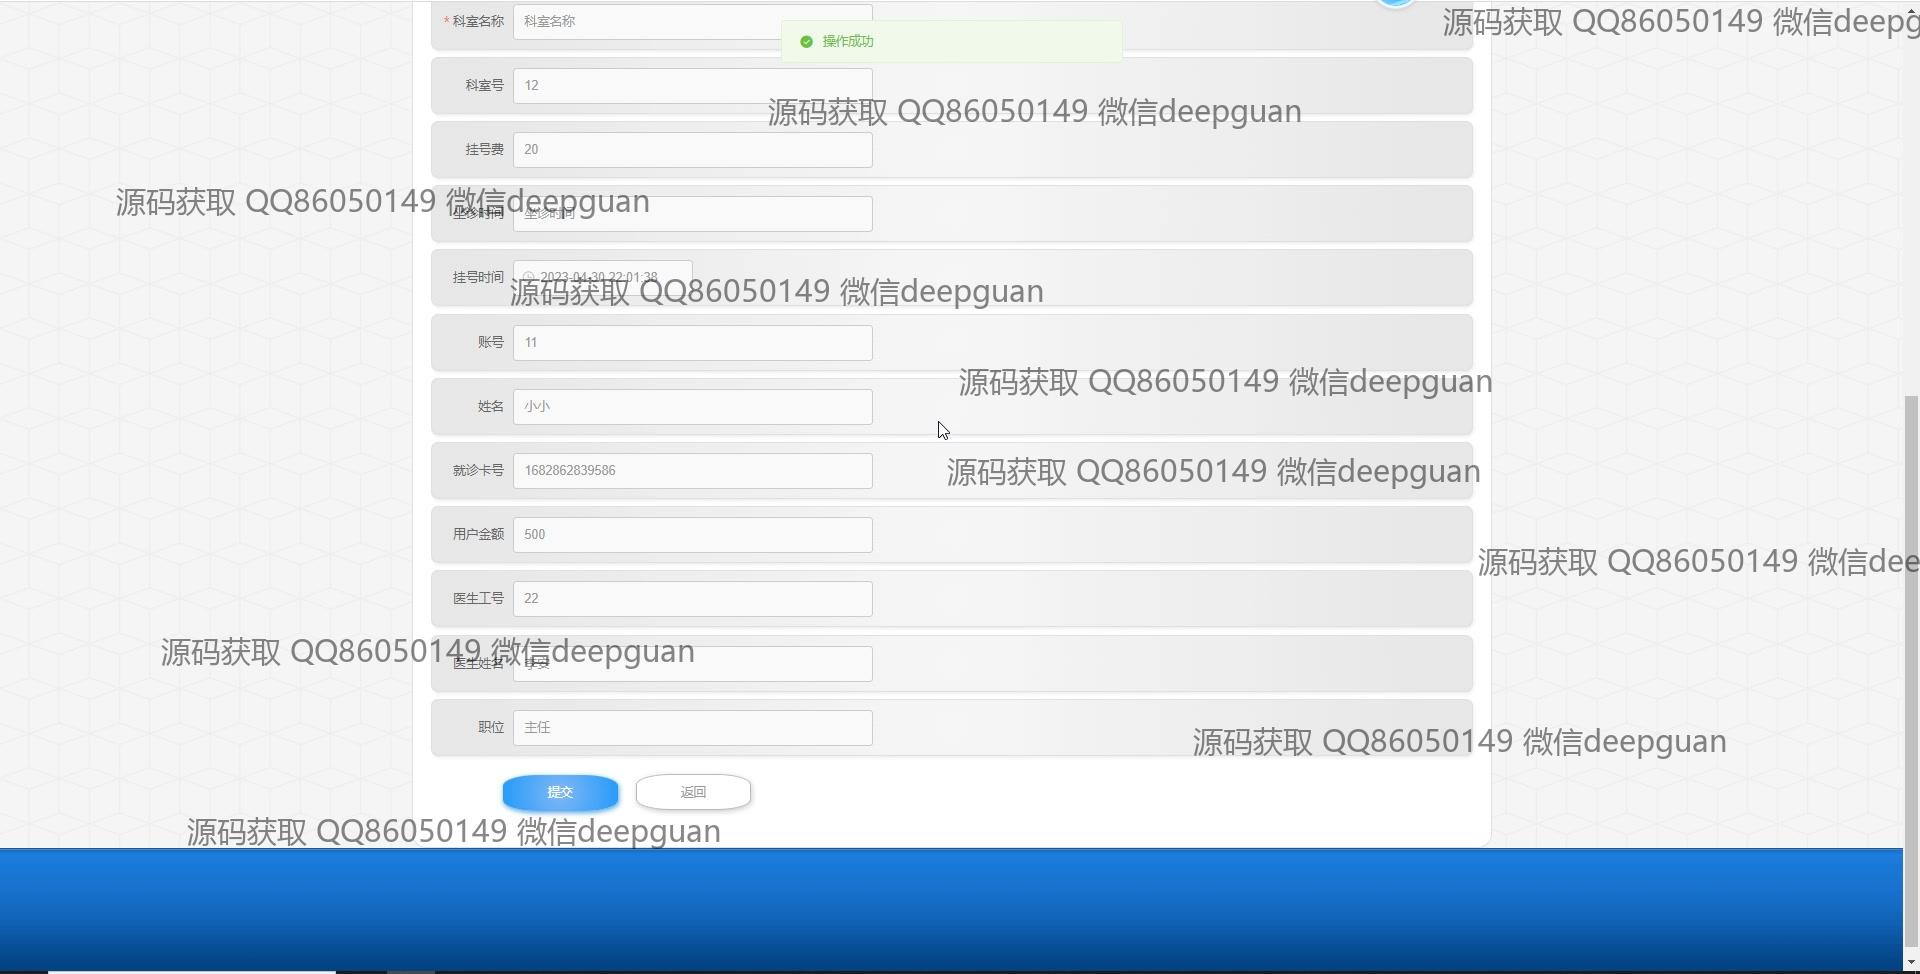 * 科室名称 科室名称
操作成功
源码获取 QQ86050149 微信deepg
科室号 12
源码获取 QQ86050149 微信deepguan
挂号费 20
源码获取 QQ86050149 微信deepguan
坐诊时间 坐诊时间
挂号时间 2023-04-30 22:01:38
源码获取 QQ86050149 微信deepguan
账号 11
源码获取 QQ86050149 微信deepguan
姓名 小小
就诊卡号 1682862839586
源码获取 QQ86050149 微信deepguan
用户金额 500
源码获取 QQ86050149 微信dee
医生工号 22
源码获取 QQ86050149 微信deepguan
医生姓名
职位 主任
源码获取 QQ86050149 微信deepguan
提交 返回
源码获取 QQ86050149 微信deepguan